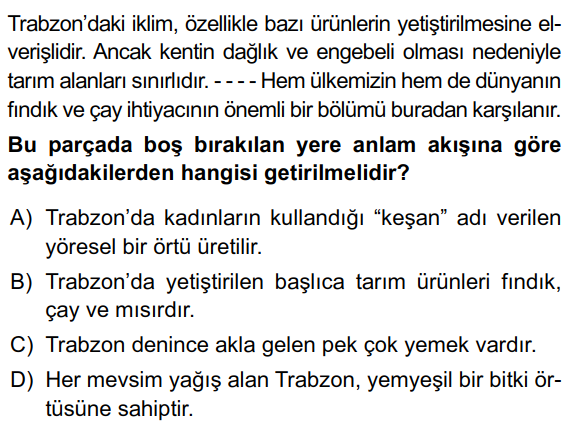 Trabzon’daki iklim, özellikle bazı ürünlerin yetiştirilmesine el-
verişlidir. Ancak kentin dağlık ve engebeli olması nedeniyle
tarım alanları sınırlıdır. - - - - Hem ülkemizin hem de dünyanın
fındık ve çay ihtiyacının önemli bir bölümü buradan karşılanır.
Bu parçada boş bırakılan yere anlam akışına göre
aşağıdakilerden hangisi getirilmelidir?
A) Trabzon’da kadınların kullandığı “keşan” adı verilen
yöresel bir örtü üretilir.
B) Trabzon’da yetiştirilen başlıca tarım ürünleri fındık,
çay ve mısırdır.
C) Trabzon denince akla gelen pek çok yemek vardır.
D) Her mevsim yağış alan Trabzon, yemyeşil bir bitki ör-
tüsüne sahiptir.